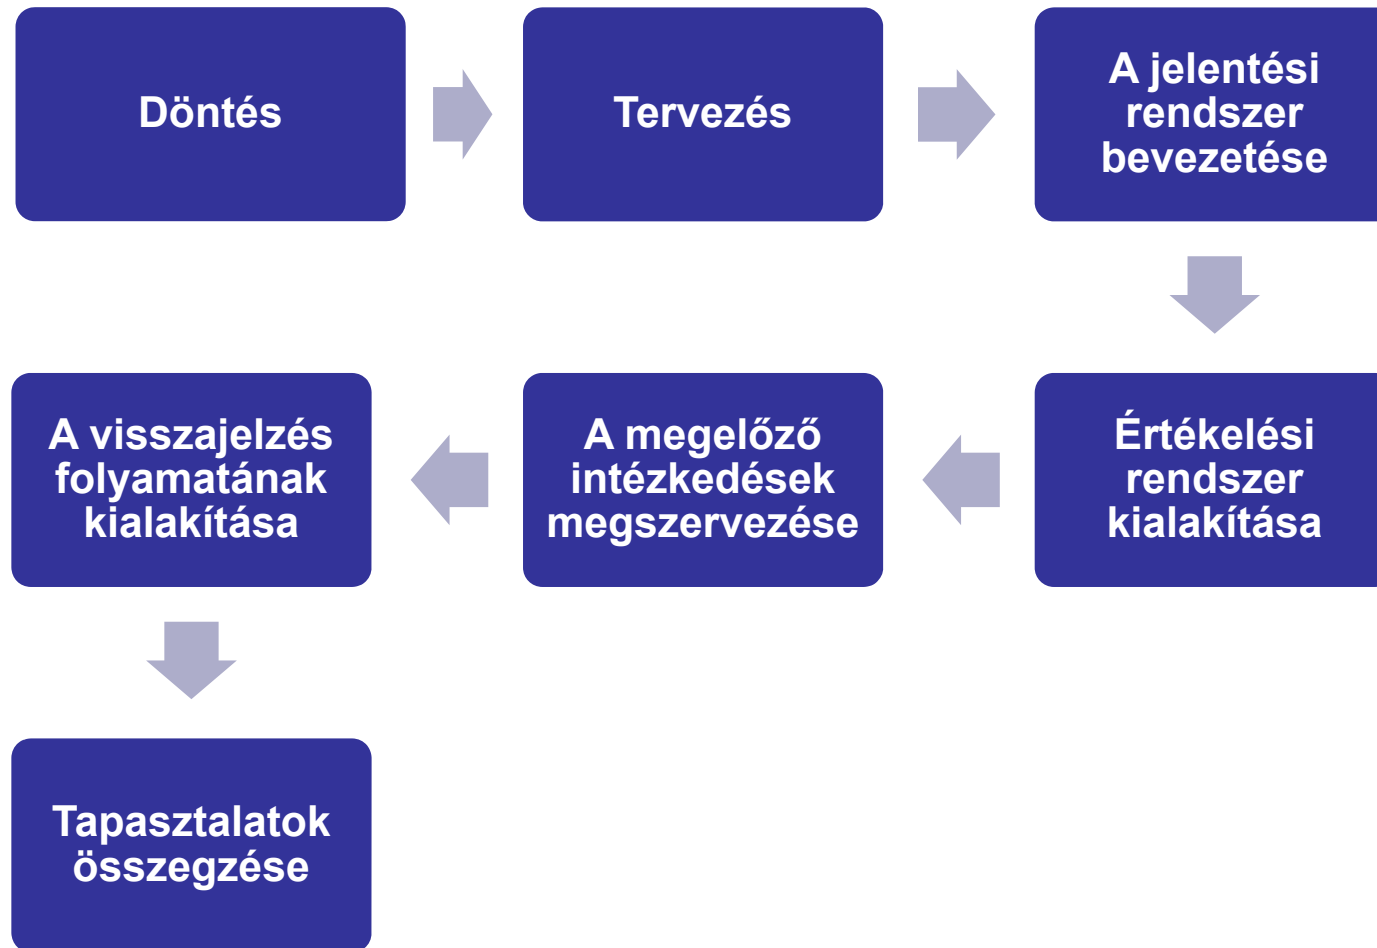 Döntés
Tervezés
A jelentési
rendszer
bevezetése
Értékelési
rendszer
kialakítása
A megelőző
intézkedések
megszervezése
A visszajelzés
folyamatának
kialakítása
Tapasztalatok
összegzése